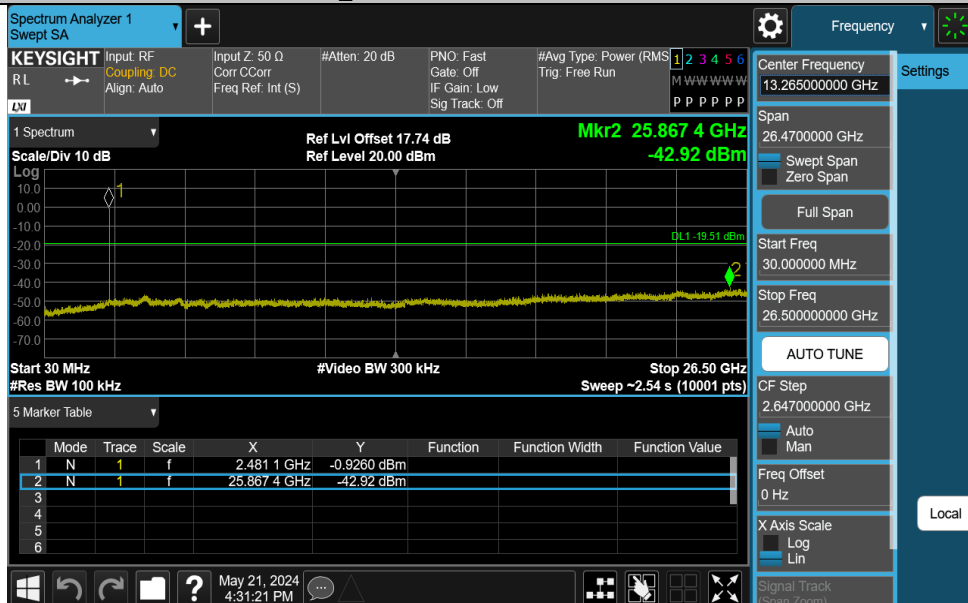 Spectrum Analyzer 1
Swept SA
+
Frequency
KEYSIGHT
RL
LXI
Input: RF
Coupling: DC
Align: Auto
Input Z: 50 Ω
Corr CCorr
Freq Ref: Int (S)
#Atten: 20 dB
PNO: Fast
Gate: Off
IF Gain: Low
Sig Track: Off
#Avg Type: Power (RMS
Trig: Free Run
1 2 3 4 5 6
M W W W W W
P P P P P P
1 Spectrum
Scale/Div 10 dB
Ref Lvl Offset 17.74 dB
Ref Level 20.00 dBm
Mkr2 25.867 4 GHz
-42.92 dBm
Log
10.0
0.00
-10.0
-20.0
-30.0
-40.0
-50.0
-60.0
-70.0
1
DL1 -19.51 dBm
2
Start 30 MHz
#Video BW 300 kHz
Stop 26.50 GHz
#Res BW 100 kHz
Sweep ~2.54 s (10001 pts)
5 Marker Table
Mode Trace Scale X Y Function Function Width Function Value
1 N 1 f 2.481 1 GHz -0.9260 dBm
2 N 1 f 25.867 4 GHz -42.92 dBm
3
4
5
6
?
May 21, 2024
4:31:21 PM
Center Frequency
13.265000000 GHz
Span
26.4700000 GHz
Swept Span
Zero Span
Full Span
Start Freq
30.000000 MHz
Stop Freq
26.500000000 GHz
AUTO TUNE
CF Step
2.647000000 GHz
Auto
Man
Freq Offset
0 Hz
X Axis Scale
Log
Lin
Signal Track
(Span Zoom)
Settings
Local